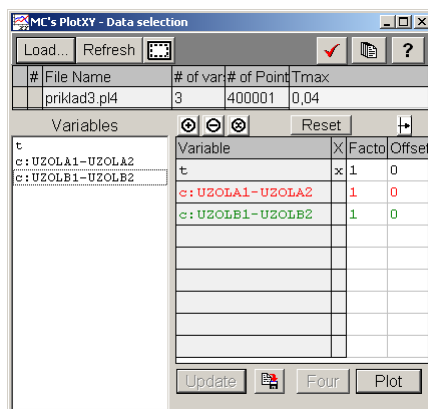 MC's PlotXY - Data selection
Load... Refresh ?
# File Name # of var: # of Point Tmax
priklad3.pl4 3 400001 0,04
Variables Reset
t
c:UZOLA1-UZOLA2
c:UZOLB1-UZOLB2
Variable X Facto Offset
t x 1 0
c:UZOLA1-UZOLA2 1 0
c:UZOLB1-UZOLB2 1 0
Update Four Plot